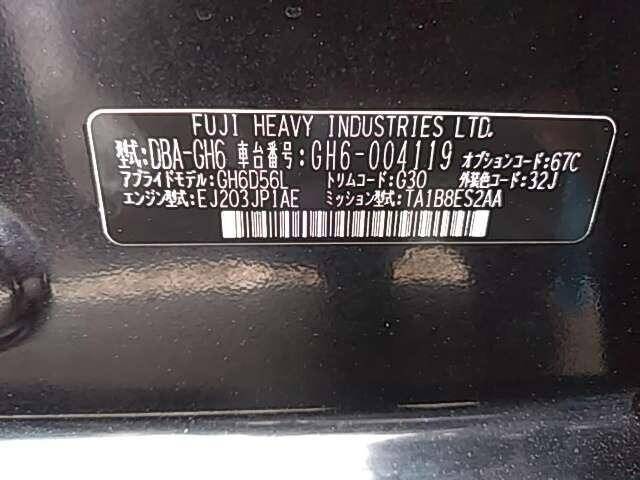 FUJI HEAVY INDUSTRIES LTD.
型式:DBA-GH6 車台番号:GH6-004119 オプションコード:67C
アプライドモデル:GH6D56L トリムコード:G30 外装色コード:32J
エンジン型式:EJ203JP1AE ミッション型式:TA1B8ES2AA